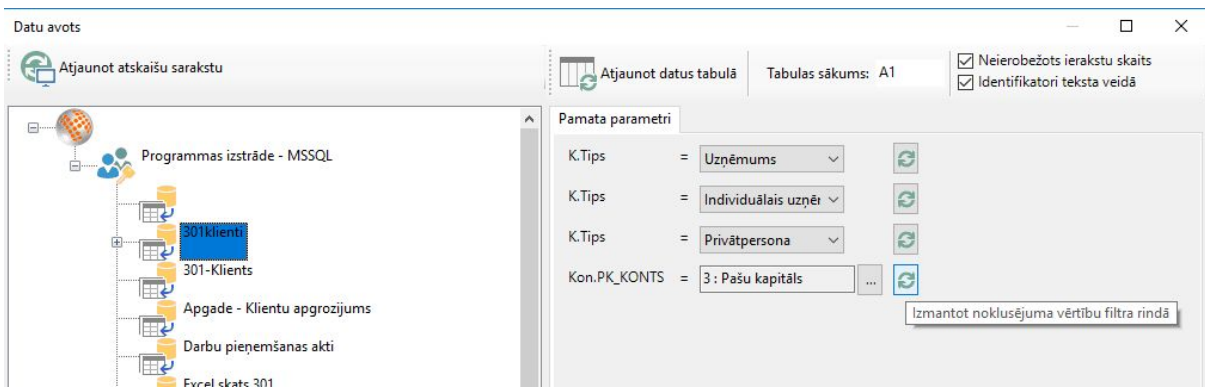 Datu avots
Atjaunot atskaišu sarakstu
Atjaunot datus tabulā
Tabulas sākums: A1
Neierobežots ierakstu skaits
Identifikatori teksta veidā
Programmas izstrāde - MSSQL
301klienti
301-Klients
Apgade - Klientu apgrozijums
Darbu pieņemšanas akti
Excel skats 301
Pamata parametri
K.Tips = Uzņēmums
K.Tips = Individuālais uzņēr
K.Tips = Privātpersona
Kon.PK_KONTS = 3 : Pašu kapitāls ...
Izmantot noklusējuma vērtību filtra rindā